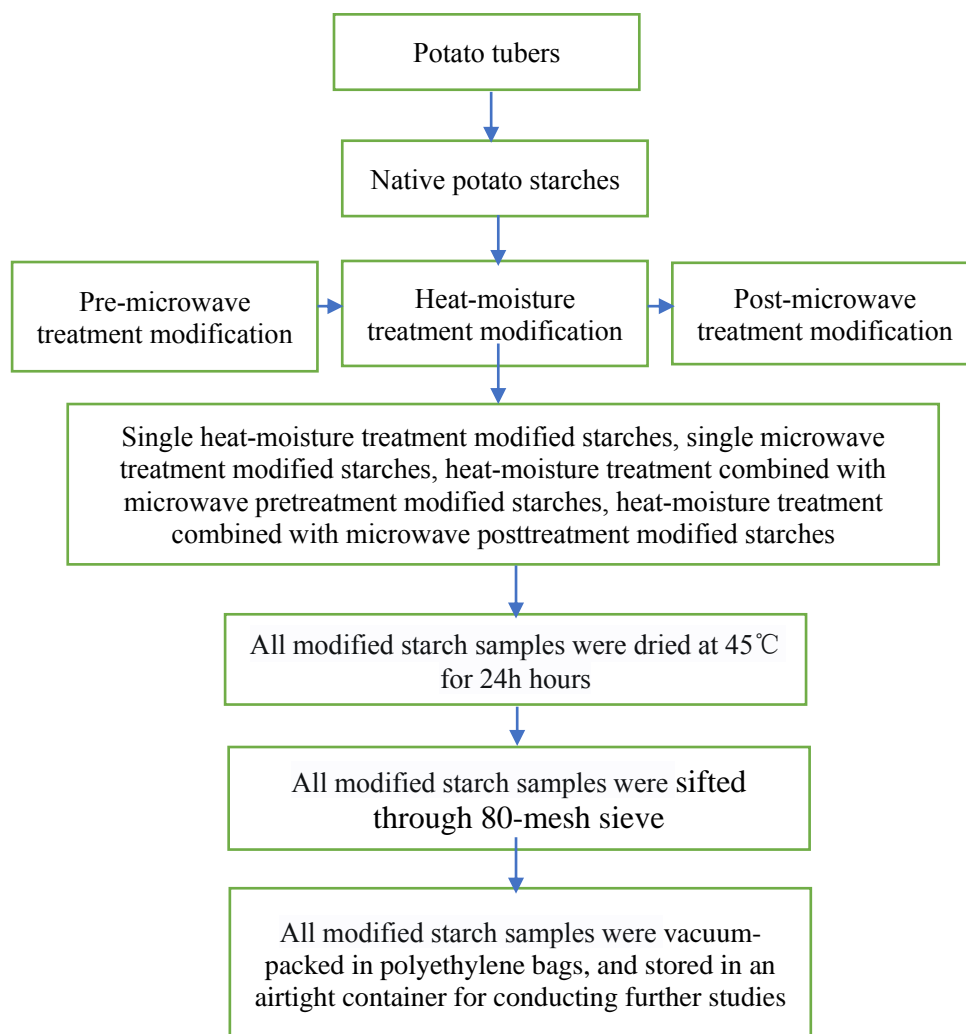 Potato tubers
Native potato starches
Pre-microwave
treatment modification
Heat-moisture
treatment modification
Post-microwave
treatment modification
Single heat-moisture treatment modified starches, single microwave
treatment modified starches, heat-moisture treatment combined with
microwave pretreatment modified starches, heat-moisture treatment
combined with microwave posttreatment modified starches
All modified starch samples were dried at 45℃
for 24h hours
All modified starch samples were sifted
through 80-mesh sieve
All modified starch samples were vacuum-
packed in polyethylene bags, and stored in an
airtight container for conducting further studies